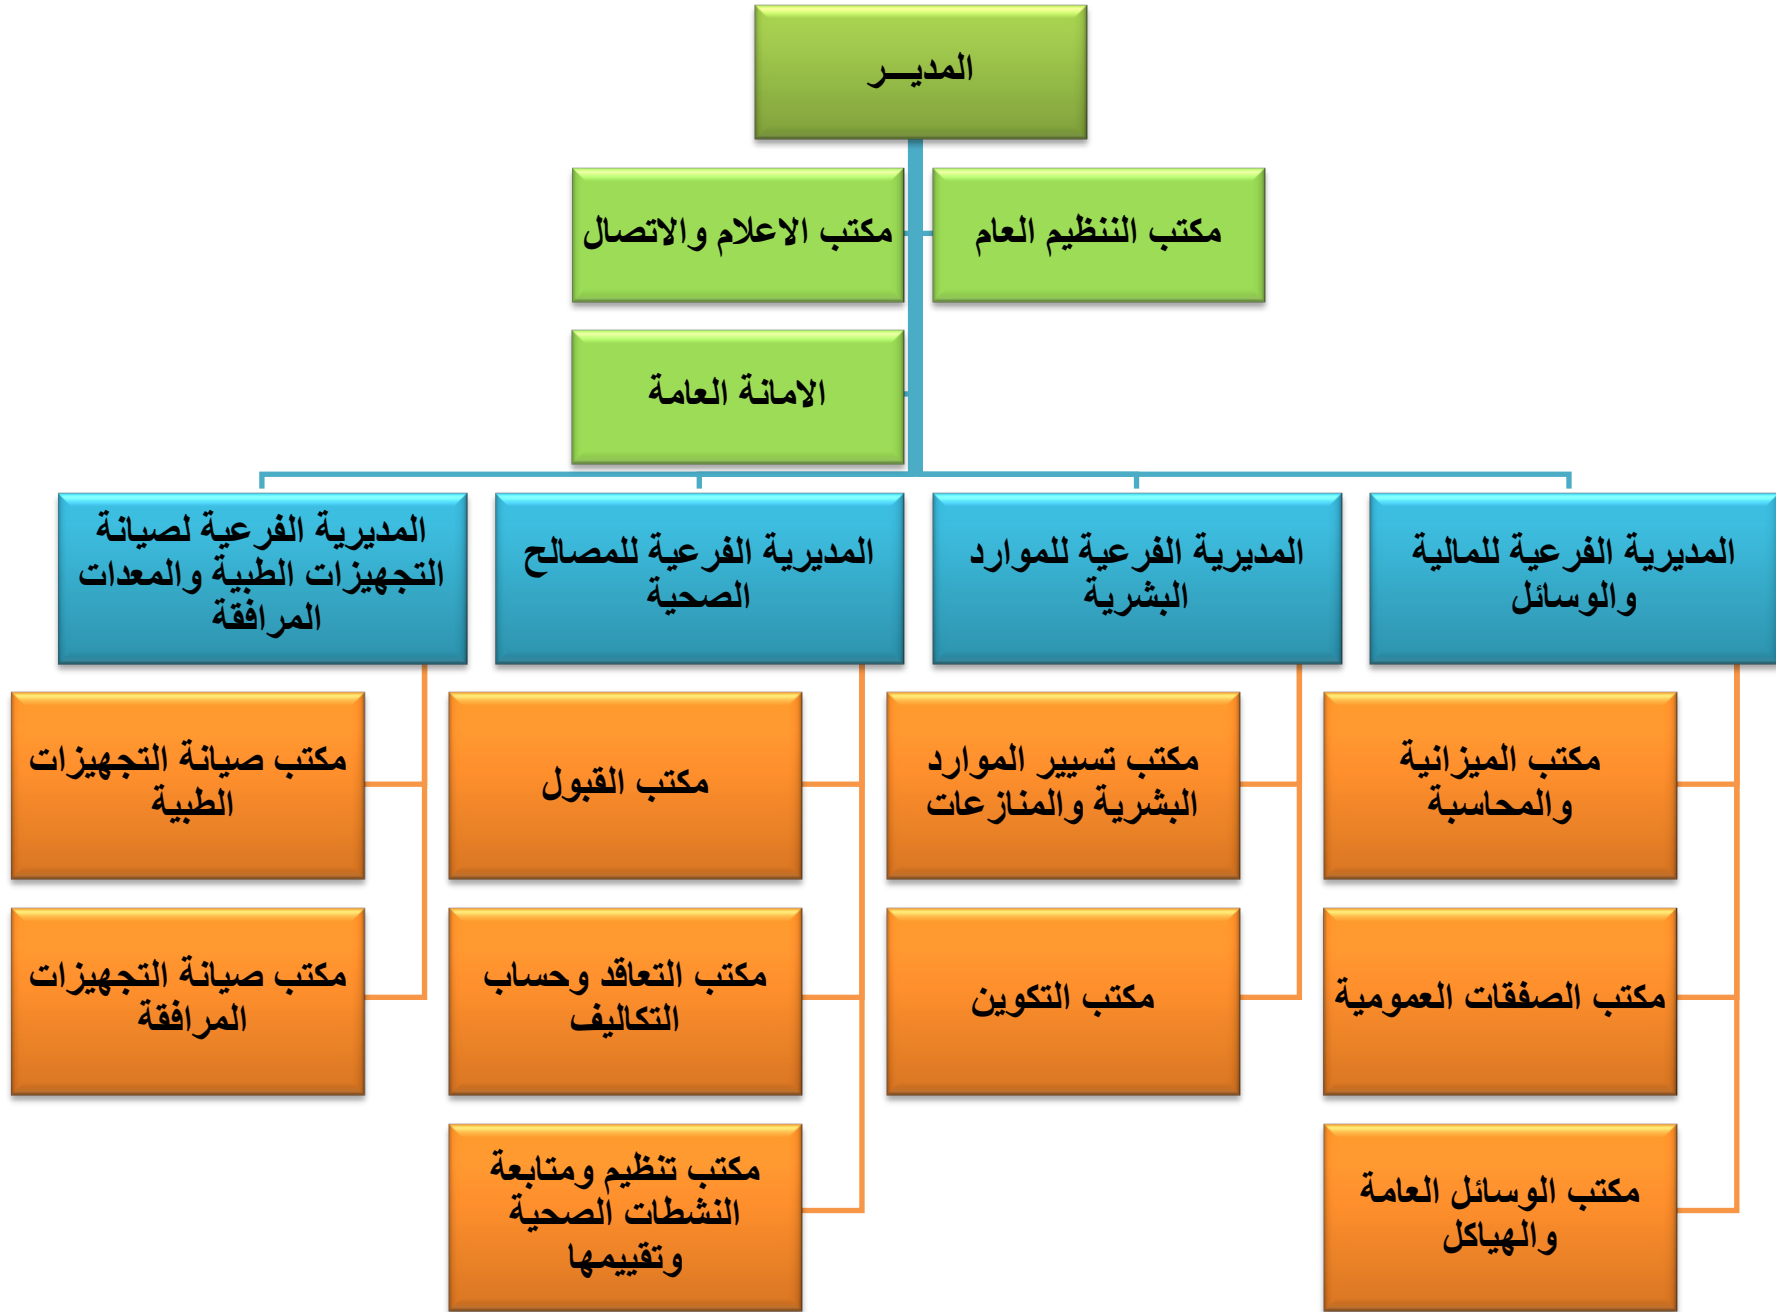 المديـــر
مكتب الننظيم العام
مكتب الاعلام والاتصال
الامانة العامة
المديرية الفرعية للمالية
والوسائل
المديرية الفرعية للموارد
البشرية
المديرية الفرعية للمصالح
الصحية
المديرية الفرعية لصيانة
التجهيزات الطبية والمعدات
المرافقة
مكتب الميزانية
والمحاسبة
مكتب تسيير الموارد
البشرية والمنازعات
مكتب القبول
مكتب صيانة التجهيزات
الطبية
مكتب الصفقات العمومية
مكتب التكوين
مكتب التعاقد وحساب
التكاليف
مكتب صيانة التجهيزات
المرافقة
مكتب الوسائل العامة
والهياكل
مكتب تنظيم ومتابعة
النشطات الصحية
وتقييمها